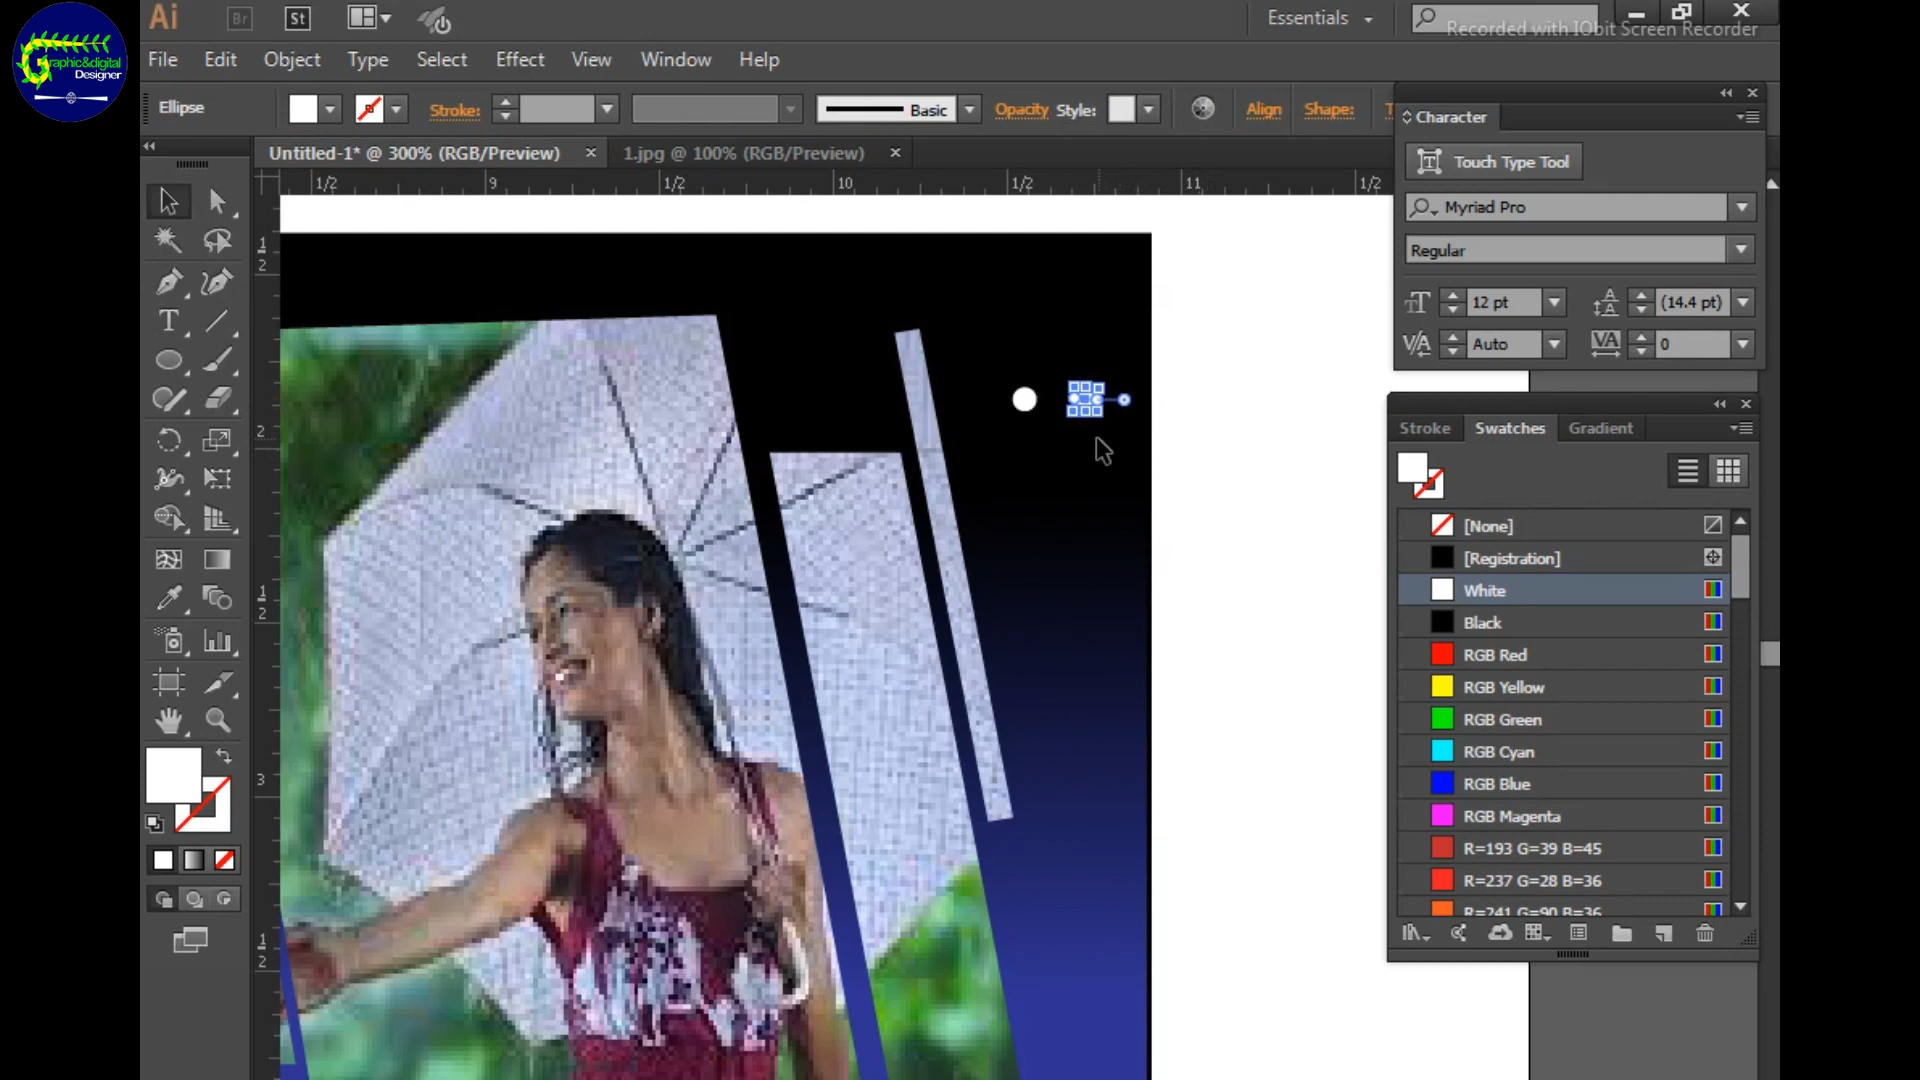 Ai Br St Essentials
Recorded with IObit Screen Recorder
Graphic&digital
Designer
File Edit Object Type Select Effect View Window Help
Ellipse Stroke: Basic Opacity Style: Align Shape: T
Character
Untitled-1* @ 300% (RGB/Preview) 1.jpg @ 100% (RGB/Preview)
Touch Type Tool
1/2 9 1/2 10 1/2 11 1/2
Myriad Pro
Regular
12 pt (14.4 pt)
Auto 0
Stroke Swatches Gradient
[None]
[Registration]
White
Black
RGB Red
RGB Yellow
RGB Green
RGB Cyan
RGB Blue
RGB Magenta
R=193 G=39 B=45
R=237 G=28 B=36
R=241 G=90 B=36
1
2
2
1
2
3
1
2